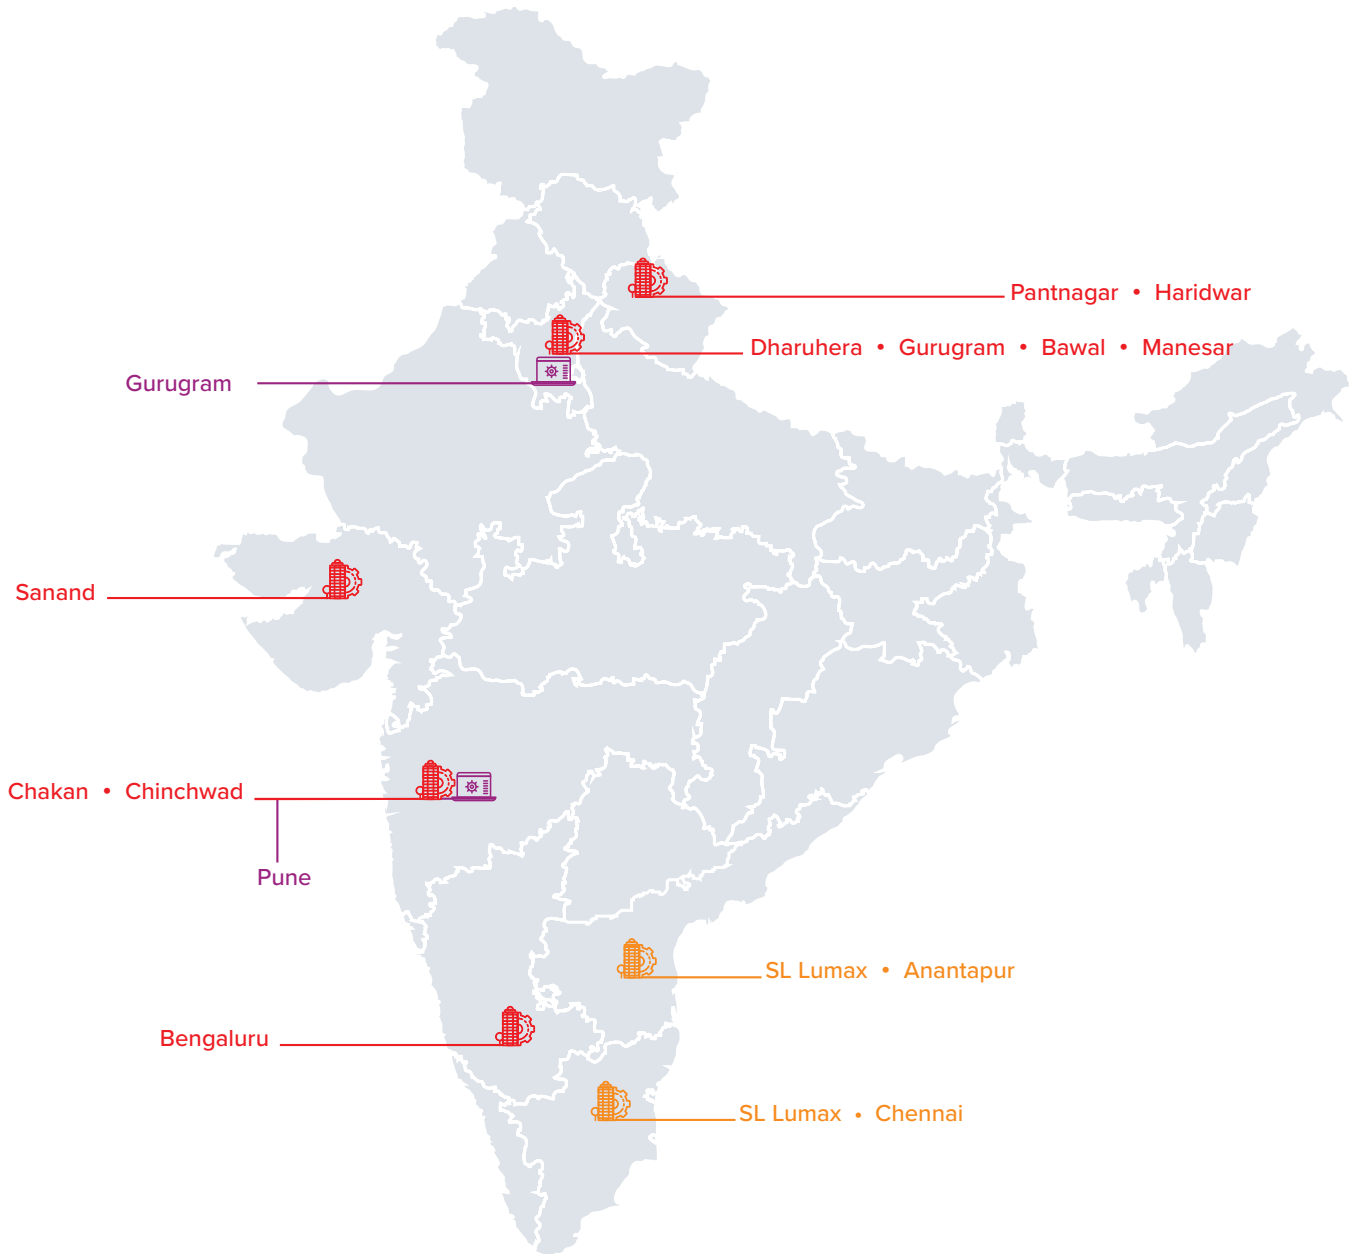 Pantnagar • Haridwar
Dharuhera • Gurugram • Bawal • Manesar
Gurugram
Sanand
Chakan • Chinchwad
Pune
SL Lumax • Anantapur
Bengaluru
SL Lumax • Chennai